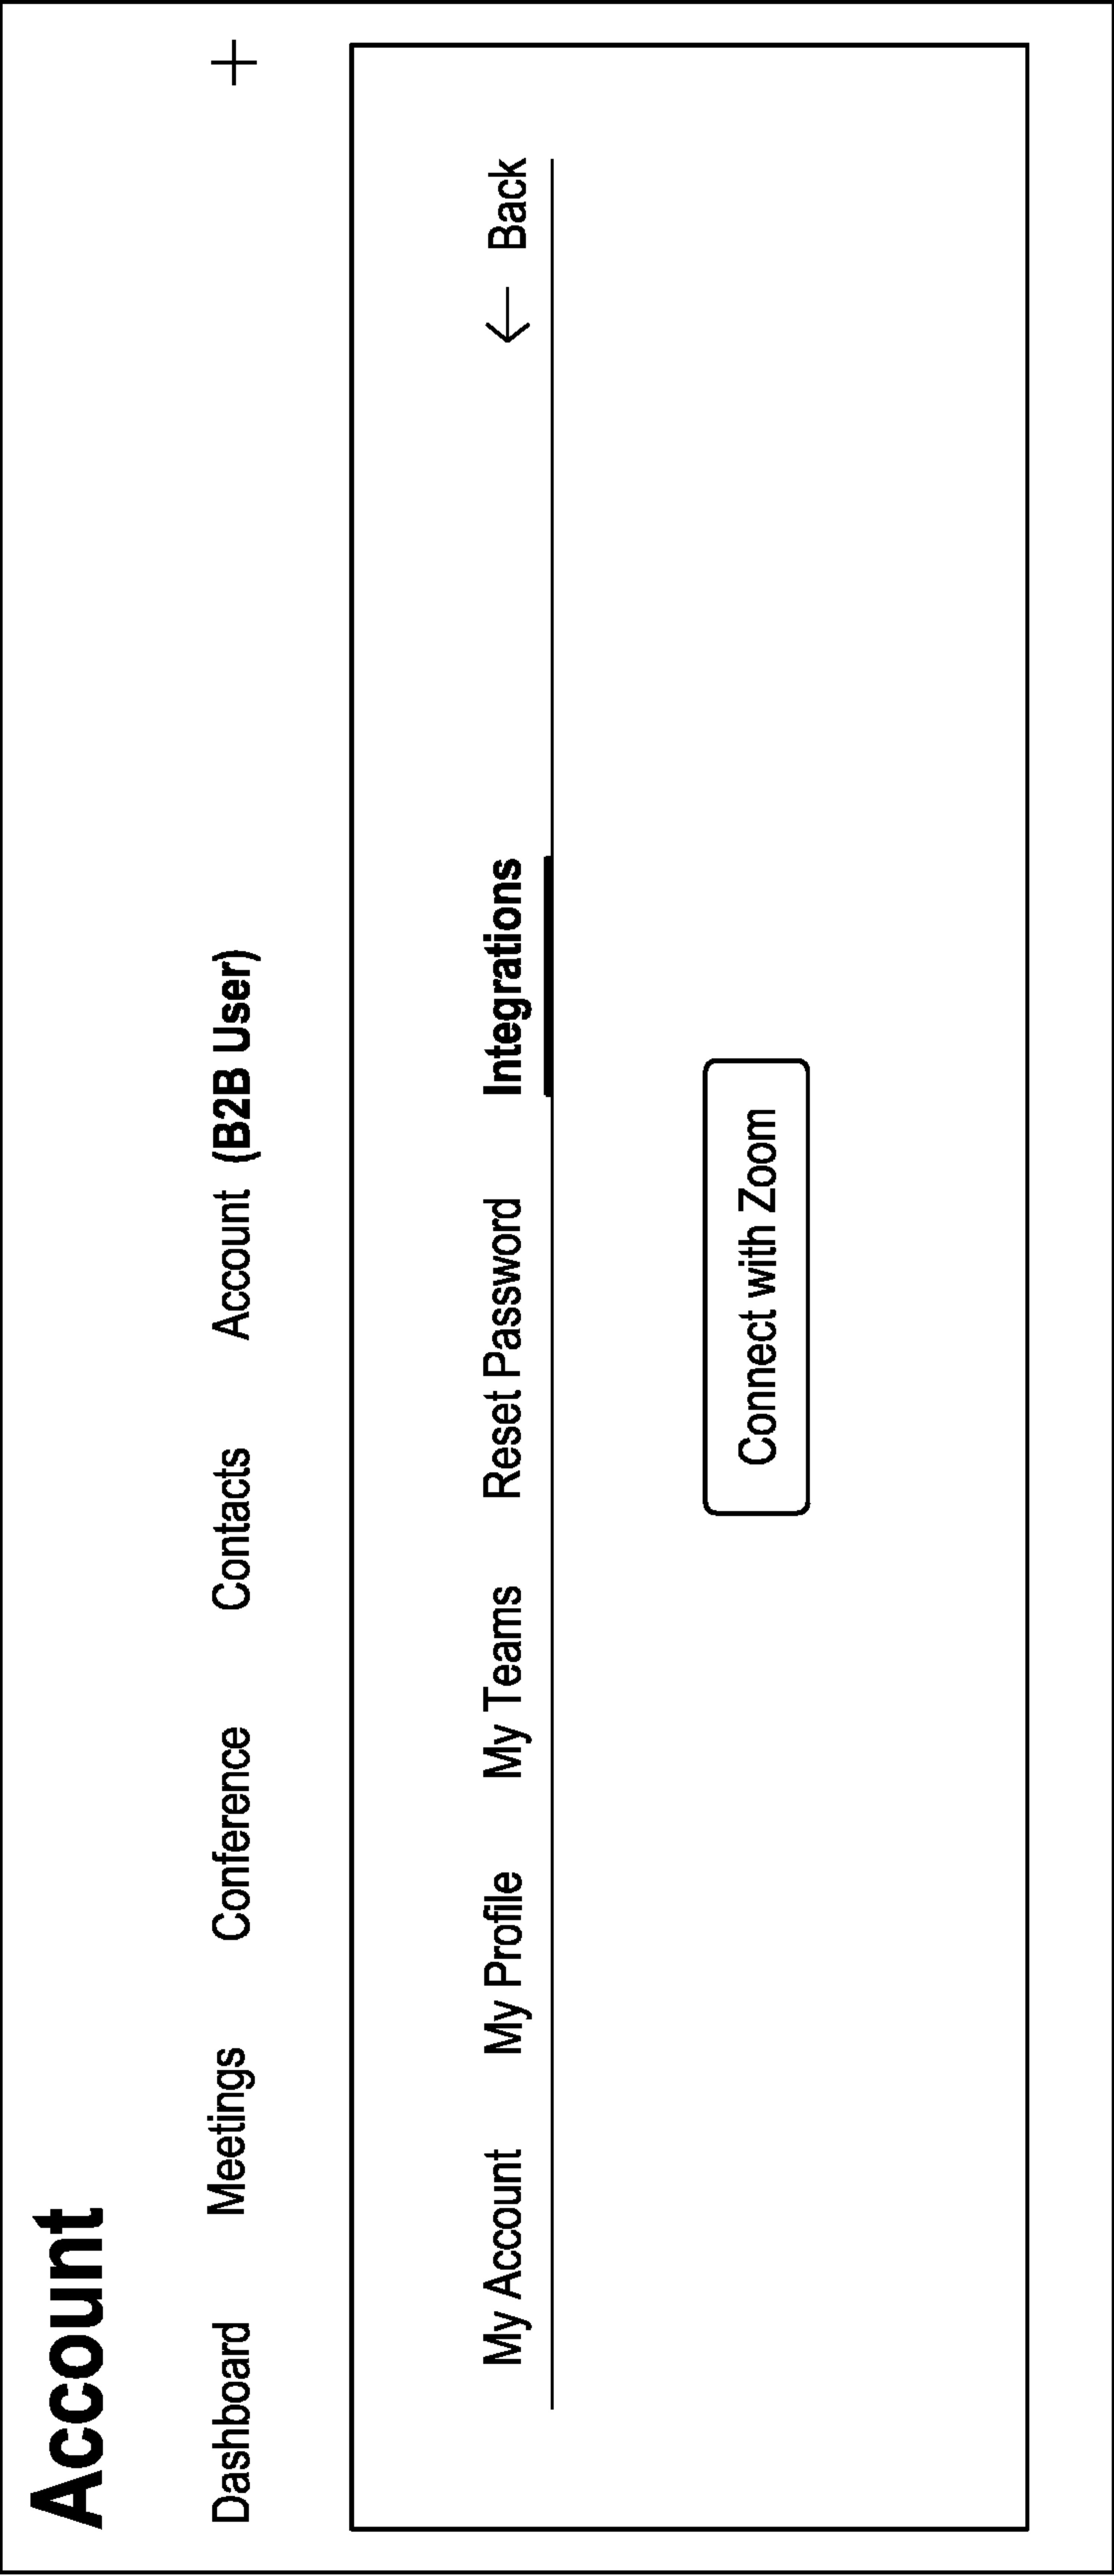 Account
Dashboard Meetings Conference Contacts Account (B2B User) +
My Account My Profile My Teams Reset Password Integrations ← Back
Connect with Zoom